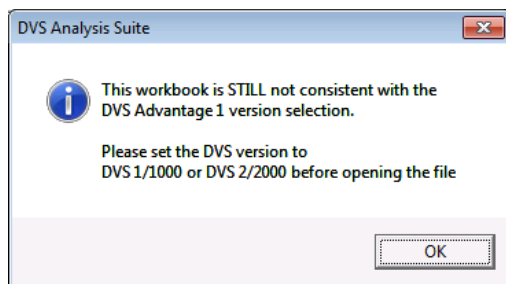 DVS Analysis Suite
This workbook is STILL not consistent with the
DVS Advantage 1 version selection.
Please set the DVS version to
DVS 1/1000 or DVS 2/2000 before opening the file
OK